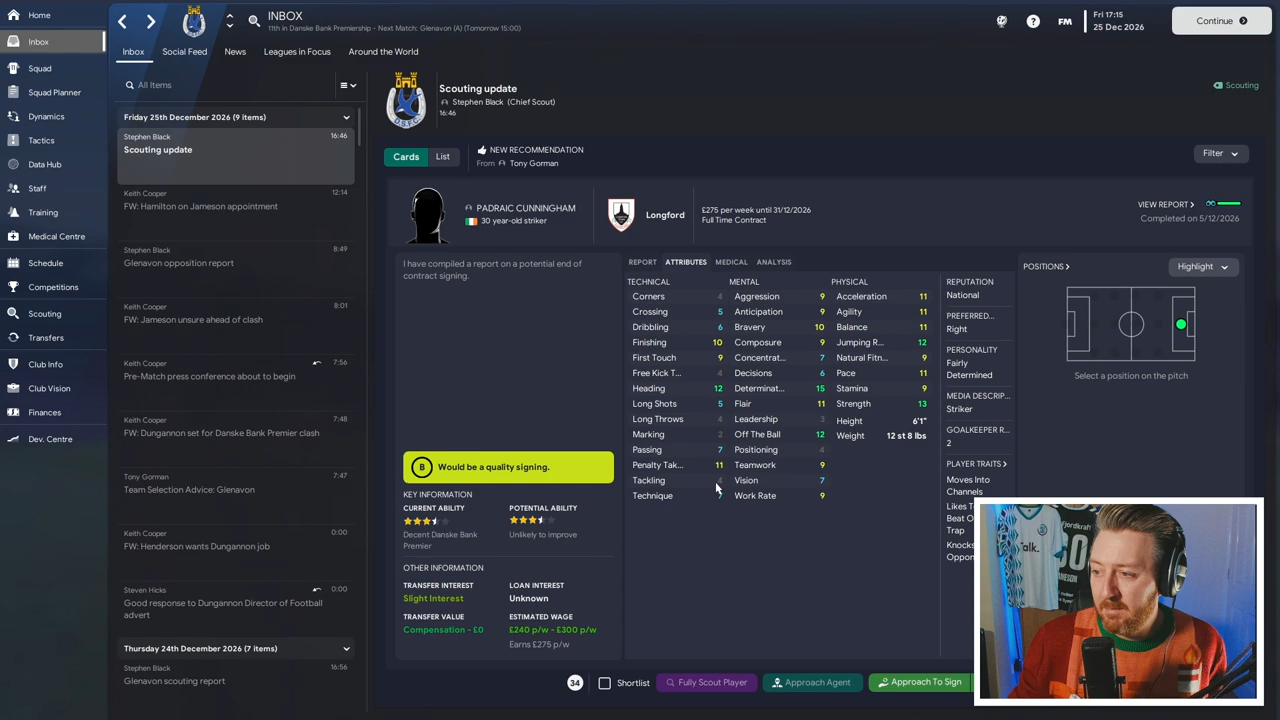 Home
Inbox
Squad
Squad Planner
Dynamics
Tactics
Data Hub
Staff
Training
Medical Centre
Schedule
Competitions
Scouting
Transfers
Club Info
Club Vision
Finances
Dev. Centre
INBOX
11th in Danske Bank Premiership - Next Match: Glenavon (A) (Tomorrow 15:00)
FM
Fri 17:15
25 Dec 2026
Continue
Inbox Social Feed News Leagues in Focus Around the World
All Items
Friday 25th December 2026 (9 items)
Stephen Black 16:46
Scouting update
Keith Cooper 12:14
FW: Hamilton on Jameson appointment
Stephen Black 8:49
Glenavon opposition report
Keith Cooper 8:01
FW: Jameson unsure ahead of clash
Keith Cooper 7:56
Pre-Match press conference about to begin
Keith Cooper 7:48
FW: Dungannon set for Danske Bank Premier clash
Tony Gorman 7:47
Team Selection Advice: Glenavon
Keith Cooper 0:00
FW: Henderson wants Dungannon job
Steven Hicks 0:00
Good response to Dungannon Director of Football
advert
Thursday 24th December 2026 (7 items)
Stephen Black 16:56
Glenavon scouting report
Scouting update
Stephen Black (Chief Scout)
16:46
Scouting
Cards List
NEW RECOMMENDATION
From Tony Gorman
Filter
PADRAIC CUNNINGHAM
30 year-old striker
Longford
£275 per week until 31/12/2026
Full Time Contract
VIEW REPORT >
Completed on 5/12/2026
I have compiled a report on a potential end of
contract signing.
B Would be a quality signing.
KEY INFORMATION
CURRENT ABILITY POTENTIAL ABILITY
Decent Danske Bank Unlikely to improve
Premier
OTHER INFORMATION
TRANSFER INTEREST LOAN INTEREST
Slight Interest Unknown
TRANSFER VALUE ESTIMATED WAGE
Compensation - £0 £240 p/w - £300 p/w
Earns £275 p/w
REPORT ATTRIBUTES MEDICAL ANALYSIS
TECHNICAL MENTAL PHYSICAL
Corners 4 Aggression 9 Acceleration 11
Crossing 5 Anticipation 9 Agility 11
Dribbling 6 Bravery 10 Balance 11
Finishing 10 Composure 9 Jumping R... 12
First Touch 9 Concentrat... 7 Natural Fitn... 9
Free Kick T... 4 Decisions 6 Pace 11
Heading 12 Determinat... 15 Stamina 9
Long Shots 5 Flair 11 Strength 13
Long Throws 4 Leadership 3 Height 6'1"
Marking 2 Off The Ball 12 Weight 12 st 8 lbs
Passing 7 Positioning 4
Penalty Tak... 11 Teamwork 9
Tackling 4 Vision 7
Technique 7 Work Rate 9
REPUTATION
National
PREFERRED...
Right
PERSONALITY
Fairly
Determined
MEDIA DESCRIP...
Striker
GOALKEEPER R...
2
PLAYER TRAITS >
Moves Into
Channels
Likes T
Beat O
Trap
Knocks
Oppon
POSITIONS >
Highlight
Select a position on the pitch
34 Shortlist Fully Scout Player Approach Agent Approach To Sign
alk.